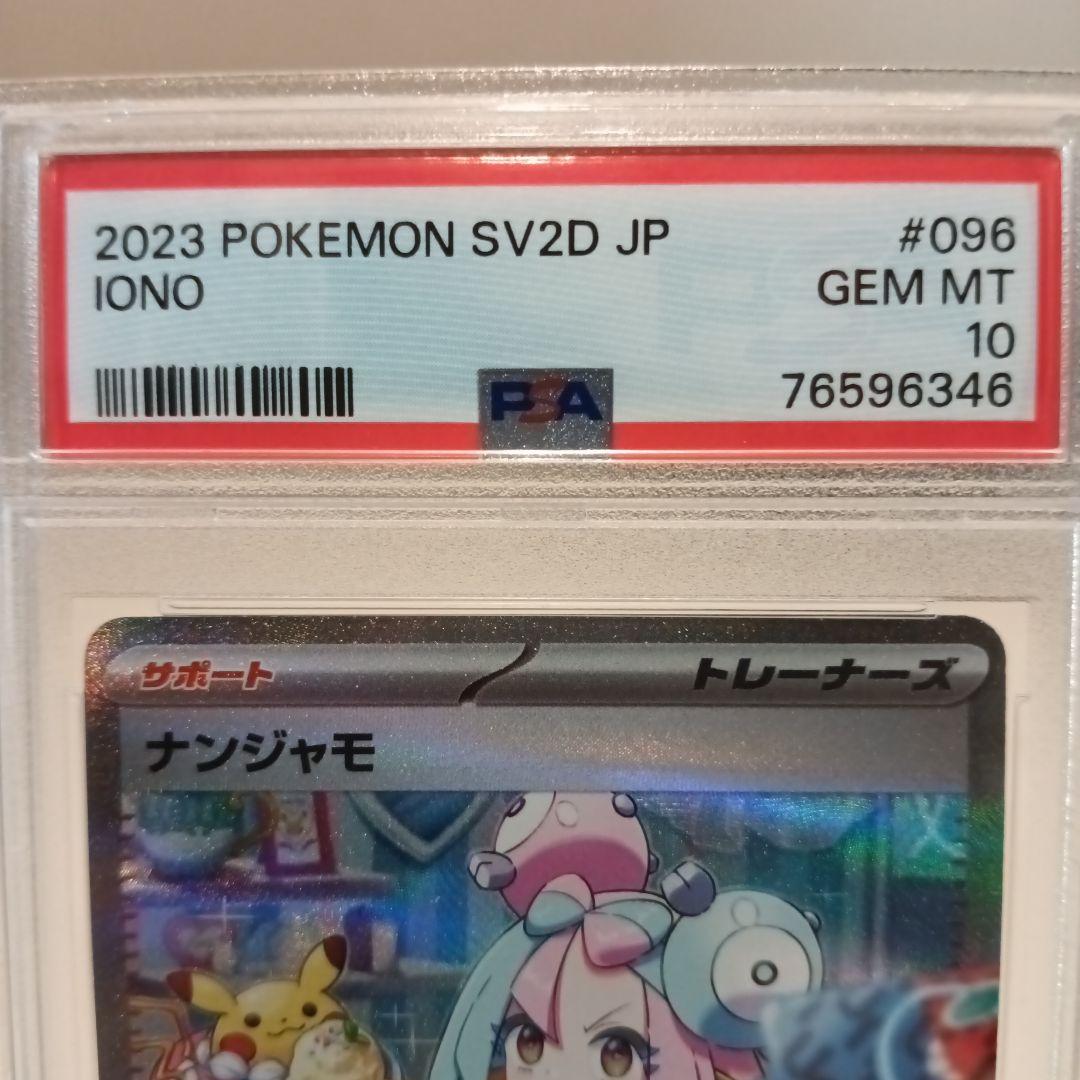 2023 POKEMON SV2D JP #096
IONO GEM MT
10
PSA 76596346
サポート トレーナーズ
ナンジャモ